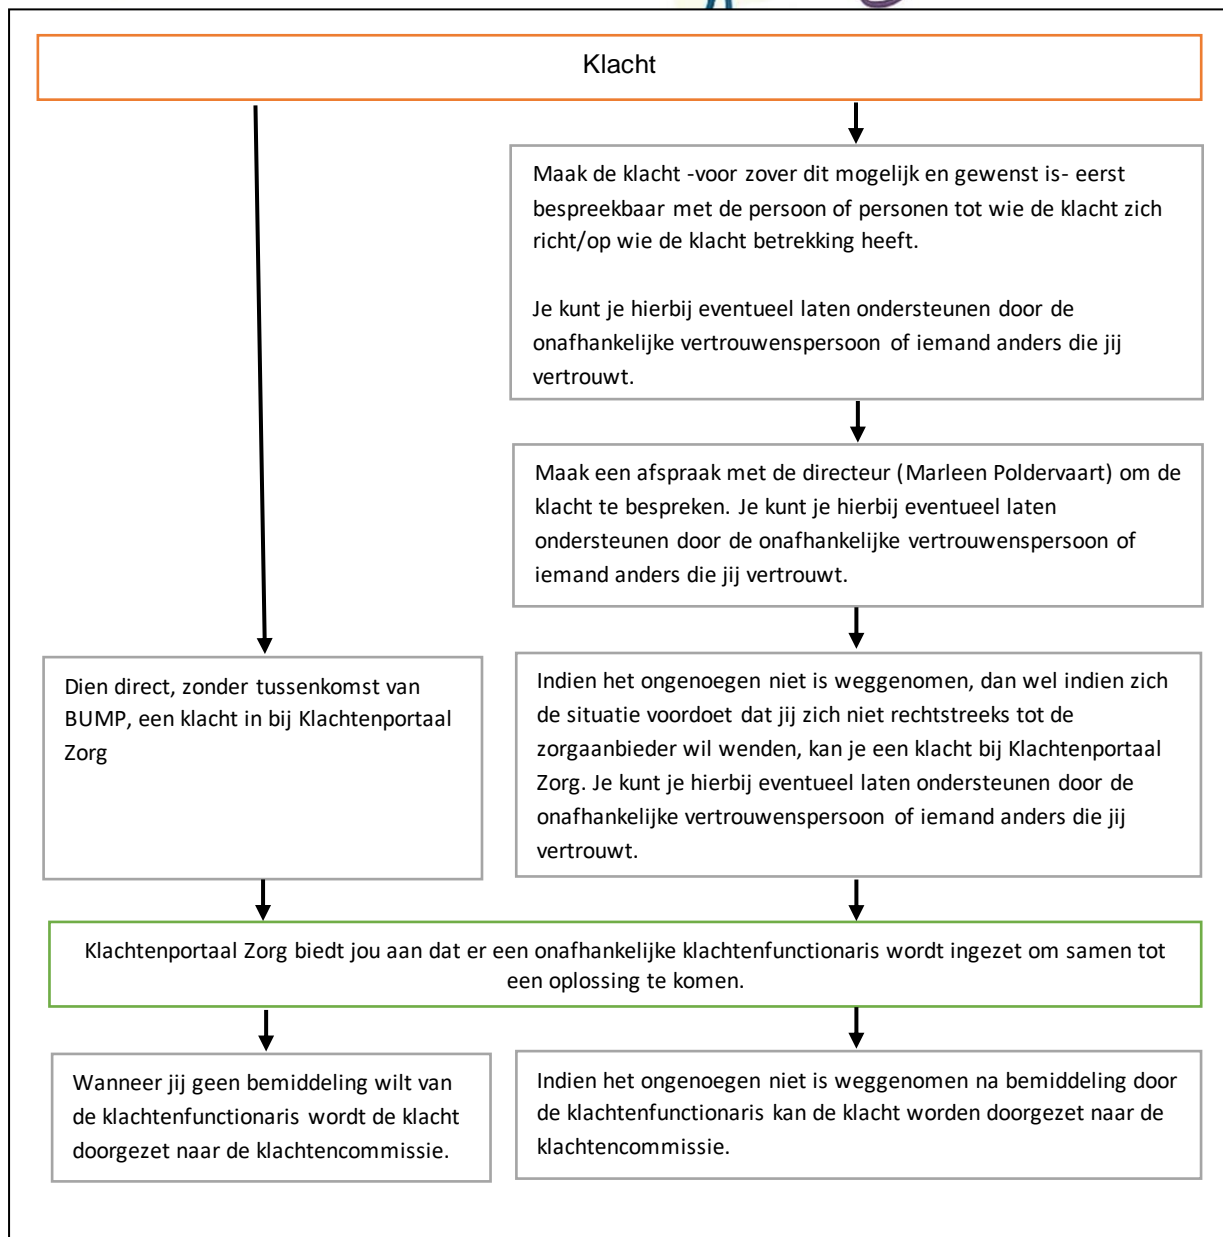 Klacht
Maak de klacht -voor zover dit mogelijk en gewenst is- eerst
bespreekbaar met de persoon of personen tot wie de klacht zich
richt/op wie de klacht betrekking heeft.
Je kunt je hierbij eventueel laten ondersteunen door de
onafhankelijke vertrouwenspersoon of iemand anders die jij
vertrouwt.
Maak een afspraak met de directeur (Marleen Poldervaart) om de
klacht te bespreken. Je kunt je hierbij eventueel laten
ondersteunen door de onafhankelijke vertrouwenspersoon of
iemand anders die jij vertrouwt.
Dien direct, zonder tussenkomst van
BUMP, een klacht in bij Klachtenportaal
Zorg
Indien het ongenoegen niet is weggenomen, dan wel indien zich
de situatie voordoet dat jij zich niet rechtstreeks tot de
zorgaanbieder wil wenden, kan je een klacht bij Klachtenportaal
Zorg. Je kunt je hierbij eventueel laten ondersteunen door de
onafhankelijke vertrouwenspersoon of iemand anders die jij
vertrouwt.
Klachtenportaal Zorg biedt jou aan dat er een onafhankelijke klachtenfunctionaris wordt ingezet om samen tot
een oplossing te komen.
Wanneer jij geen bemiddeling wilt van
de klachtenfunctionaris wordt de klacht
doorgezet naar de klachtencommissie.
Indien het ongenoegen niet is weggenomen na bemiddeling door
de klachtenfunctionaris kan de klacht worden doorgezet naar de
klachtencommissie.